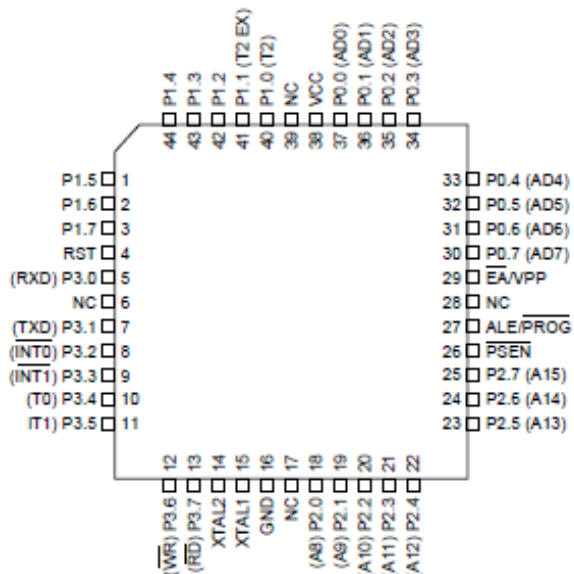 P1.4
P1.3
P1.2
P1.1 (T2 EX)
P1.0 (T2)
NC
VCC
P0.0 (AD0)
P0.1 (AD1)
P0.2 (AD2)
P0.3 (AD3)
44
43
42
41
40
39
38
37
36
35
34
P1.5 1
P1.6 2
P1.7 3
RST 4
(RXD) P3.0 5
NC 6
(TXD) P3.1 7
(INT0) P3.2 8
(INT1) P3.3 9
(T0) P3.4 10
IT1) P3.5 11
33 P0.4 (AD4)
32 P0.5 (AD5)
31 P0.6 (AD6)
30 P0.7 (AD7)
29 EA/VPP
28 NC
27 ALE/PROG
26 PSEN
25 P2.7 (A15)
24 P2.6 (A14)
23 P2.5 (A13)
12
13
14
15
16
17
18
19
20
21
22
(WR) P3.6
(RD) P3.7
XTAL2
XTAL1
GND
NC
(A8) P2.0
(A9) P2.1
(A10) P2.2
(A11) P2.3
(A12) P2.4